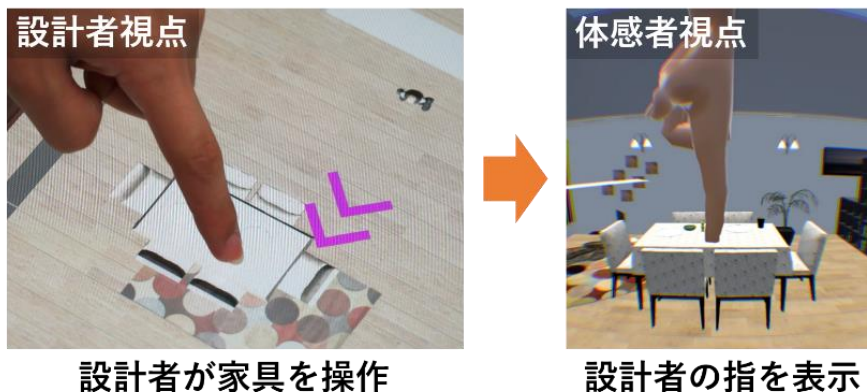 設計者視点
体感者視点
設計者が家具を操作
設計者の指を表示